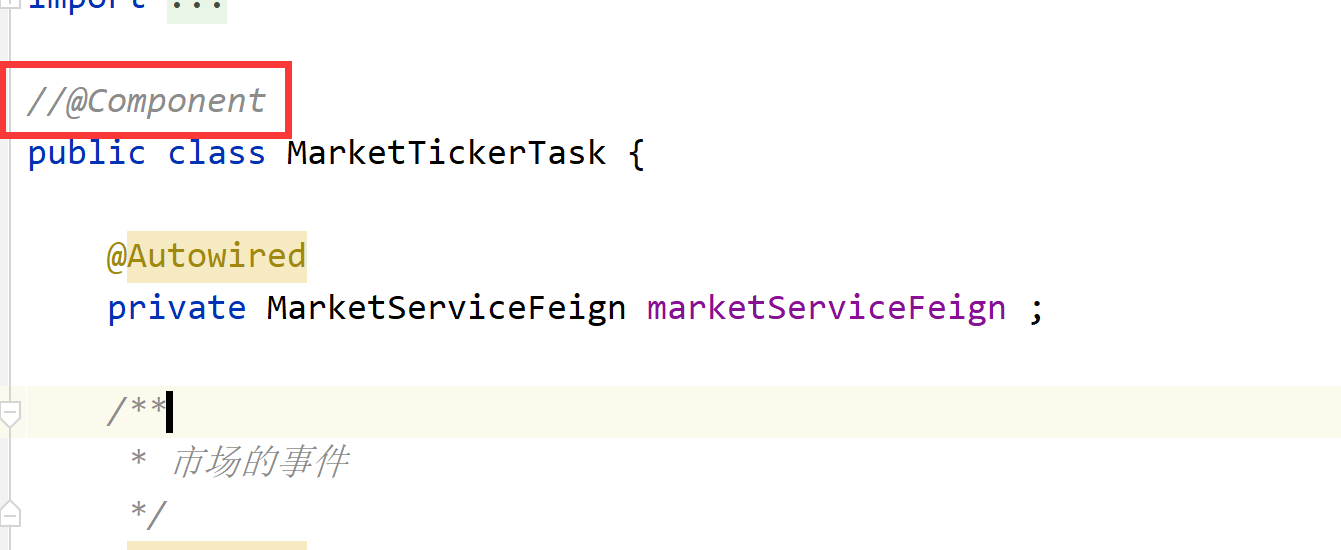 import ...
//@Component
public class MarketTickerTask {
@Autowired
private MarketServiceFeign marketServiceFeign ;
/**
* 市场的事件
*/